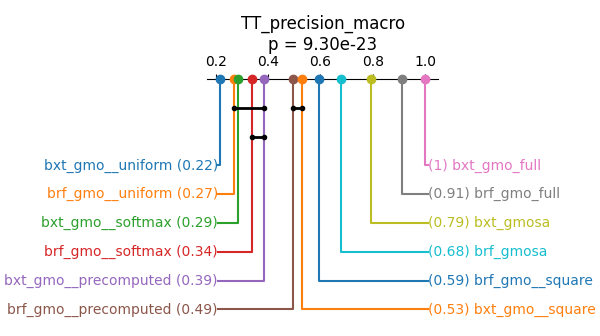 TT_precision_macro
p = 9.30e-23
0.2 0.4 0.6 0.8 1.0
bxt_gmo__uniform (0.22)
brf_gmo__uniform (0.27)
bxt_gmo__softmax (0.29)
brf_gmo__softmax (0.34)
bxt_gmo__precomputed (0.39)
brf_gmo__precomputed (0.49)
(1) bxt_gmo_full
(0.91) brf_gmo_full
(0.79) bxt_gmosa
(0.68) brf_gmosa
(0.59) brf_gmo__square
(0.53) bxt_gmo__square